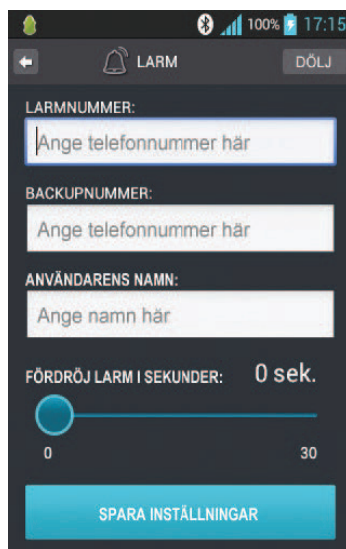 100% 17:15
LARM DÖLJ
LARMNUMMER:
Ange telefonnummer här
BACKUPNUMMER:
Ange telefonnummer här
ANVÄNDARENS NAMN:
Ange namn här
FÖRDRÖJ LARM I SEKUNDER: 0 sek.
0 30
SPARA INSTÄLLNINGAR